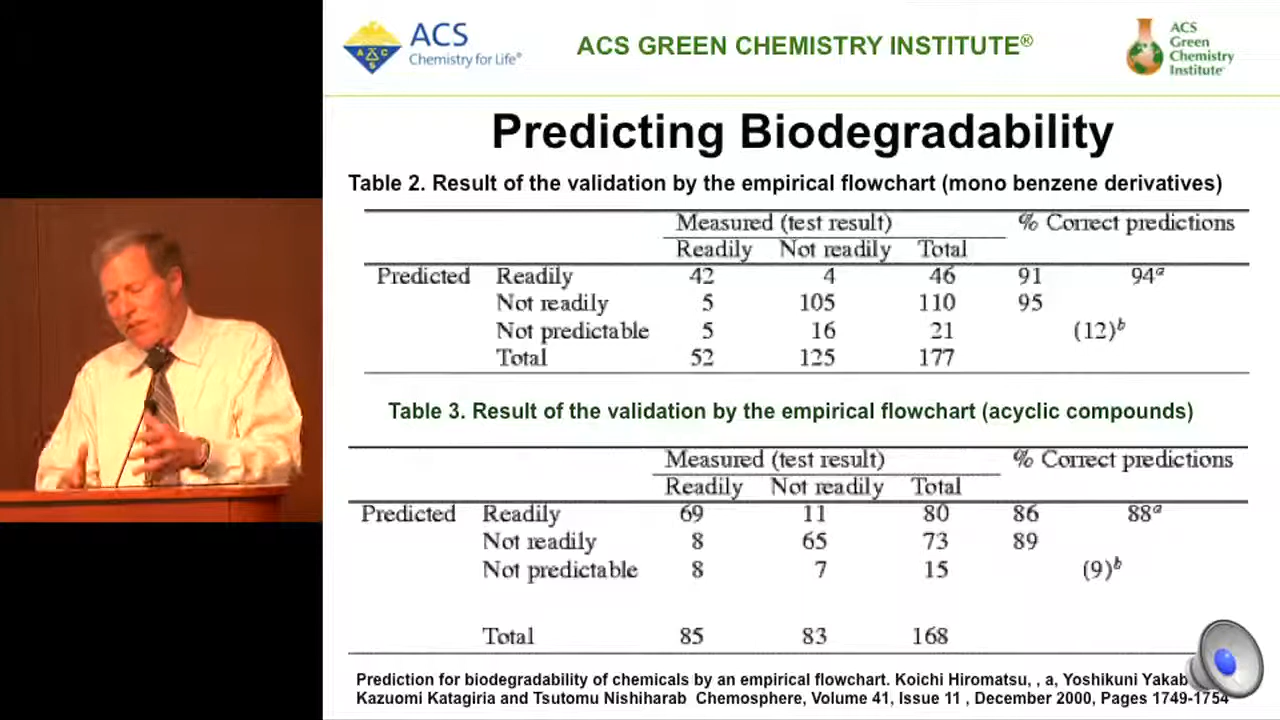 ACS
Chemistry for Life®
A C S
ACS GREEN CHEMISTRY INSTITUTE®
ACS
Green
Chemistry
Institute
Predicting Biodegradability
Table 2. Result of the validation by the empirical flowchart (mono benzene derivatives)
Measured (test result) % Correct predictions
Readily Not readily Total
Predicted Readily 42 4 46 91 94a
Not readily 5 105 110 95
Not predictable 5 16 21 (12)b
Total 52 125 177
Table 3. Result of the validation by the empirical flowchart (acyclic compounds)
Measured (test result) % Correct predictions
Readily Not readily Total
Predicted Readily 69 11 80 86 88a
Not readily 8 65 73 89
Not predictable 8 7 15 (9)b
Total 85 83 168
Prediction for biodegradability of chemicals by an empirical flowchart. Koichi Hiromatsu, , a, Yoshikuni Yakab
Kazuomi Katagiria and Tsutomu Nishiharab Chemosphere, Volume 41, Issue 11 , December 2000, Pages 1749-1754